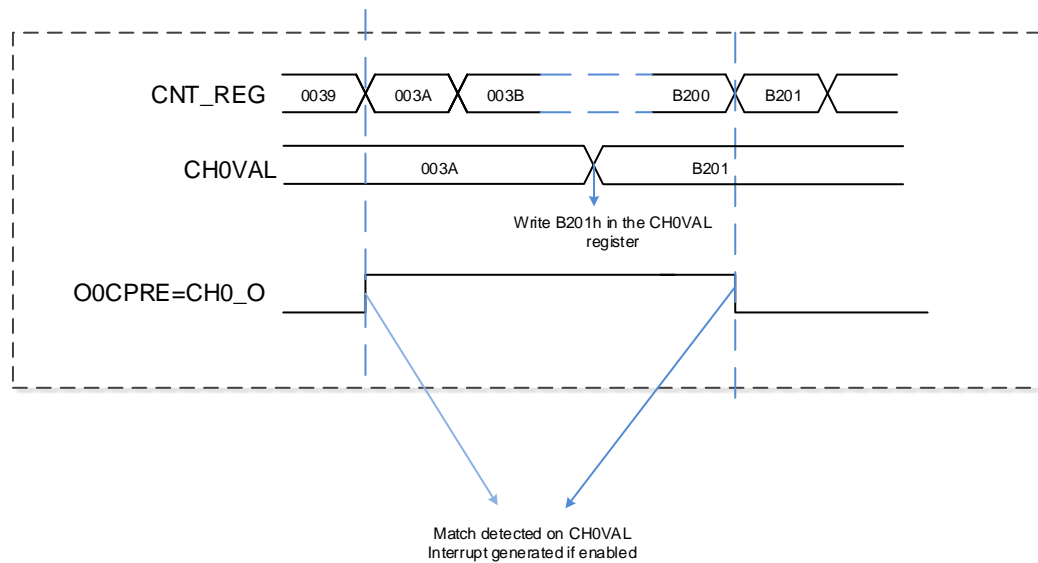 CNT_REG 0039 003A 003B B200 B201
CH0VAL 003A B201
Write B201h in the CH0VAL
register
O0CPRE=CH0_O
Match detected on CH0VAL
Interrupt generated if enabled